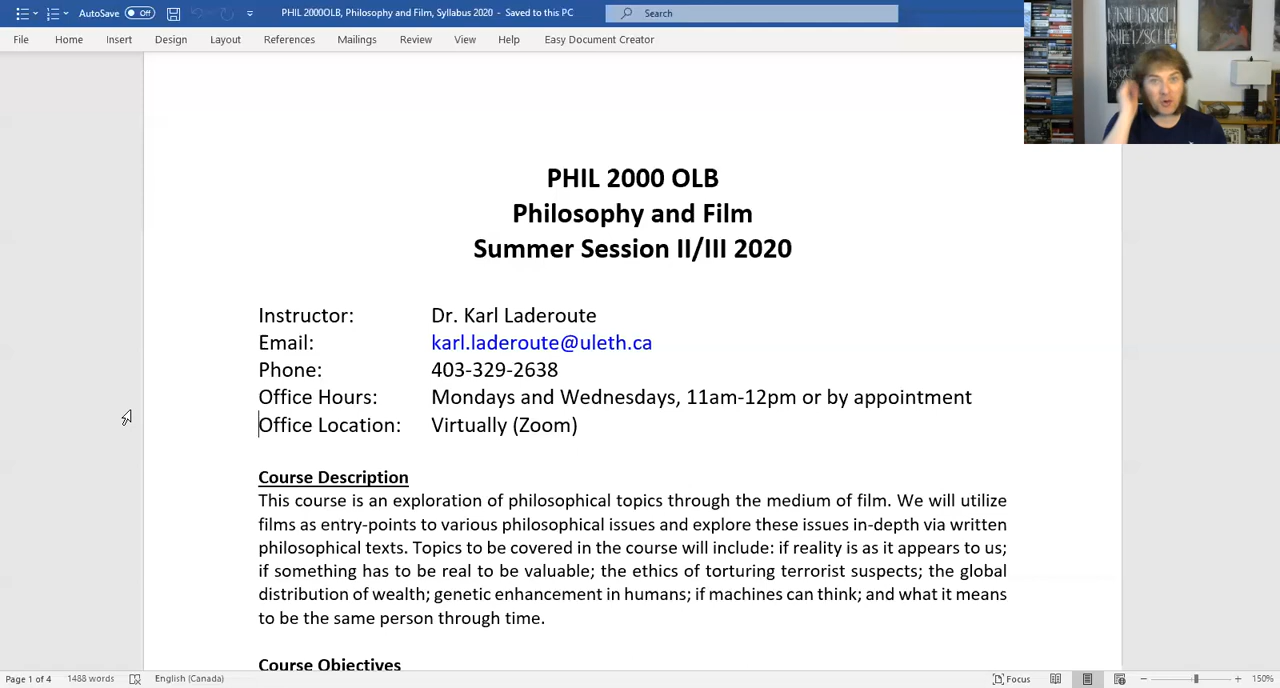 AutoSave Off PHIL 2000OLB, Philosophy and Film, Syllabus 2020 - Saved to this PC Search
File Home Insert Design Layout References Mailings Review View Help Easy Document Creator
FRIEDRICH
NIETZSCHE
PHIL 2000 OLB
Philosophy and Film
Summer Session II/III 2020
Instructor: Dr. Karl Laderoute
Email: karl.laderoute@uleth.ca
Phone: 403-329-2638
Office Hours: Mondays and Wednesdays, 11am-12pm or by appointment
Office Location: Virtually (Zoom)
Course Description
This course is an exploration of philosophical topics through the medium of film. We will utilize
films as entry-points to various philosophical issues and explore these issues in-depth via written
philosophical texts. Topics to be covered in the course will include: if reality is as it appears to us;
if something has to be real to be valuable; the ethics of torturing terrorist suspects; the global
distribution of wealth; genetic enhancement in humans; if machines can think; and what it means
to be the same person through time.
Course Objectives
Page 1 of 4 1488 words English (Canada) Focus 150%